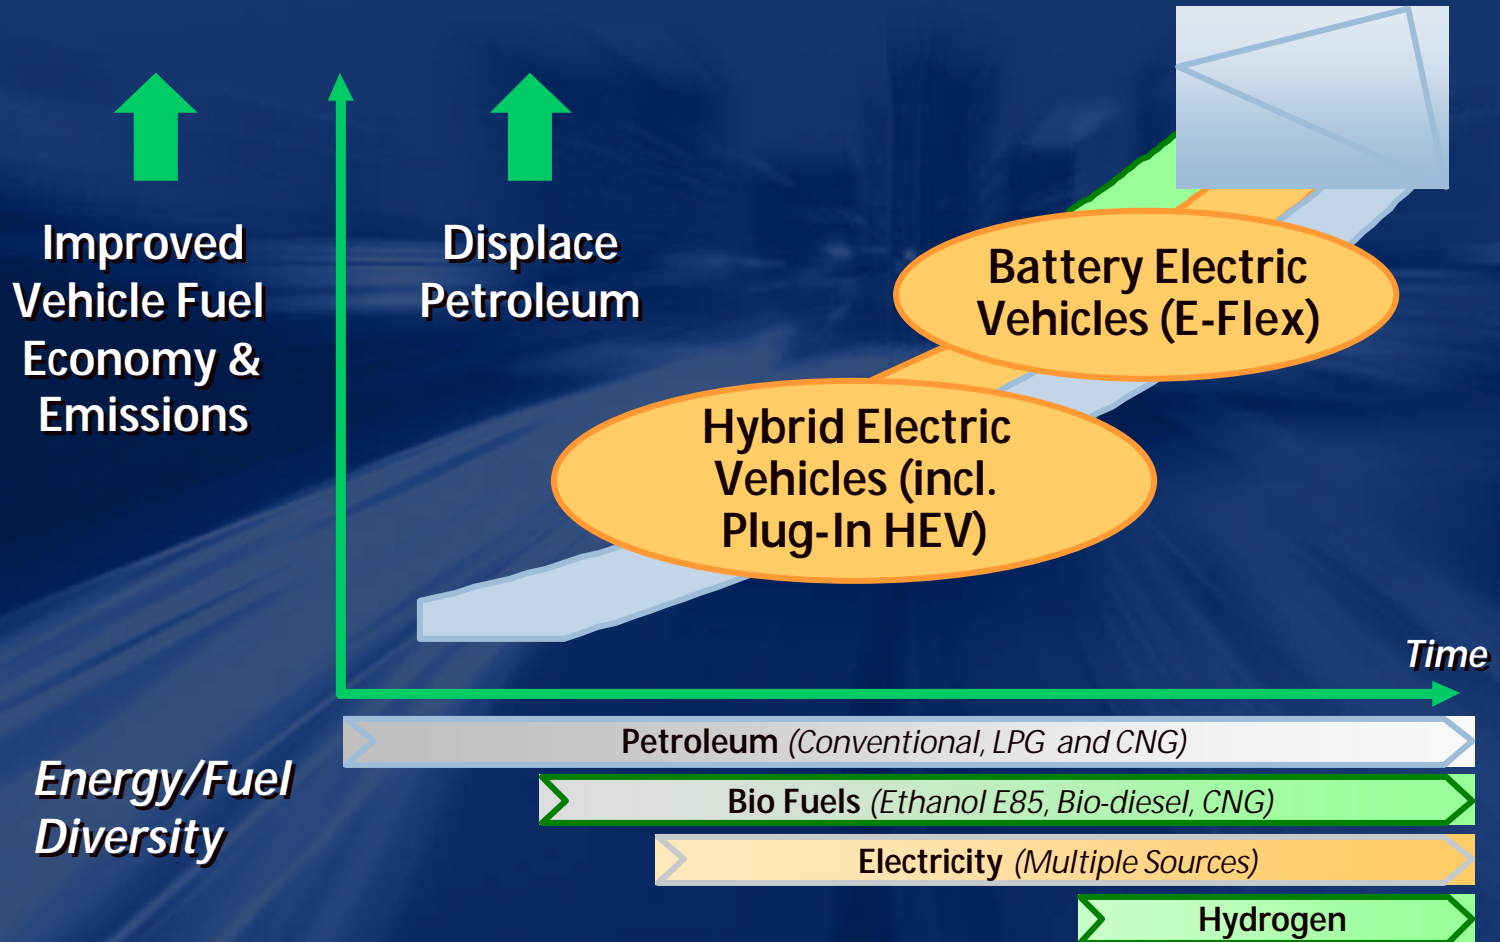 Improved
Vehicle Fuel
Economy &
Emissions
Displace
Petroleum
Battery Electric
Vehicles (E-Flex)
Hybrid Electric
Vehicles (incl.
Plug-In HEV)
Time
Energy/Fuel
Diversity
Petroleum (Conventional, LPG and CNG)
Bio Fuels (Ethanol E85, Bio-diesel, CNG)
Electricity (Multiple Sources)
Hydrogen